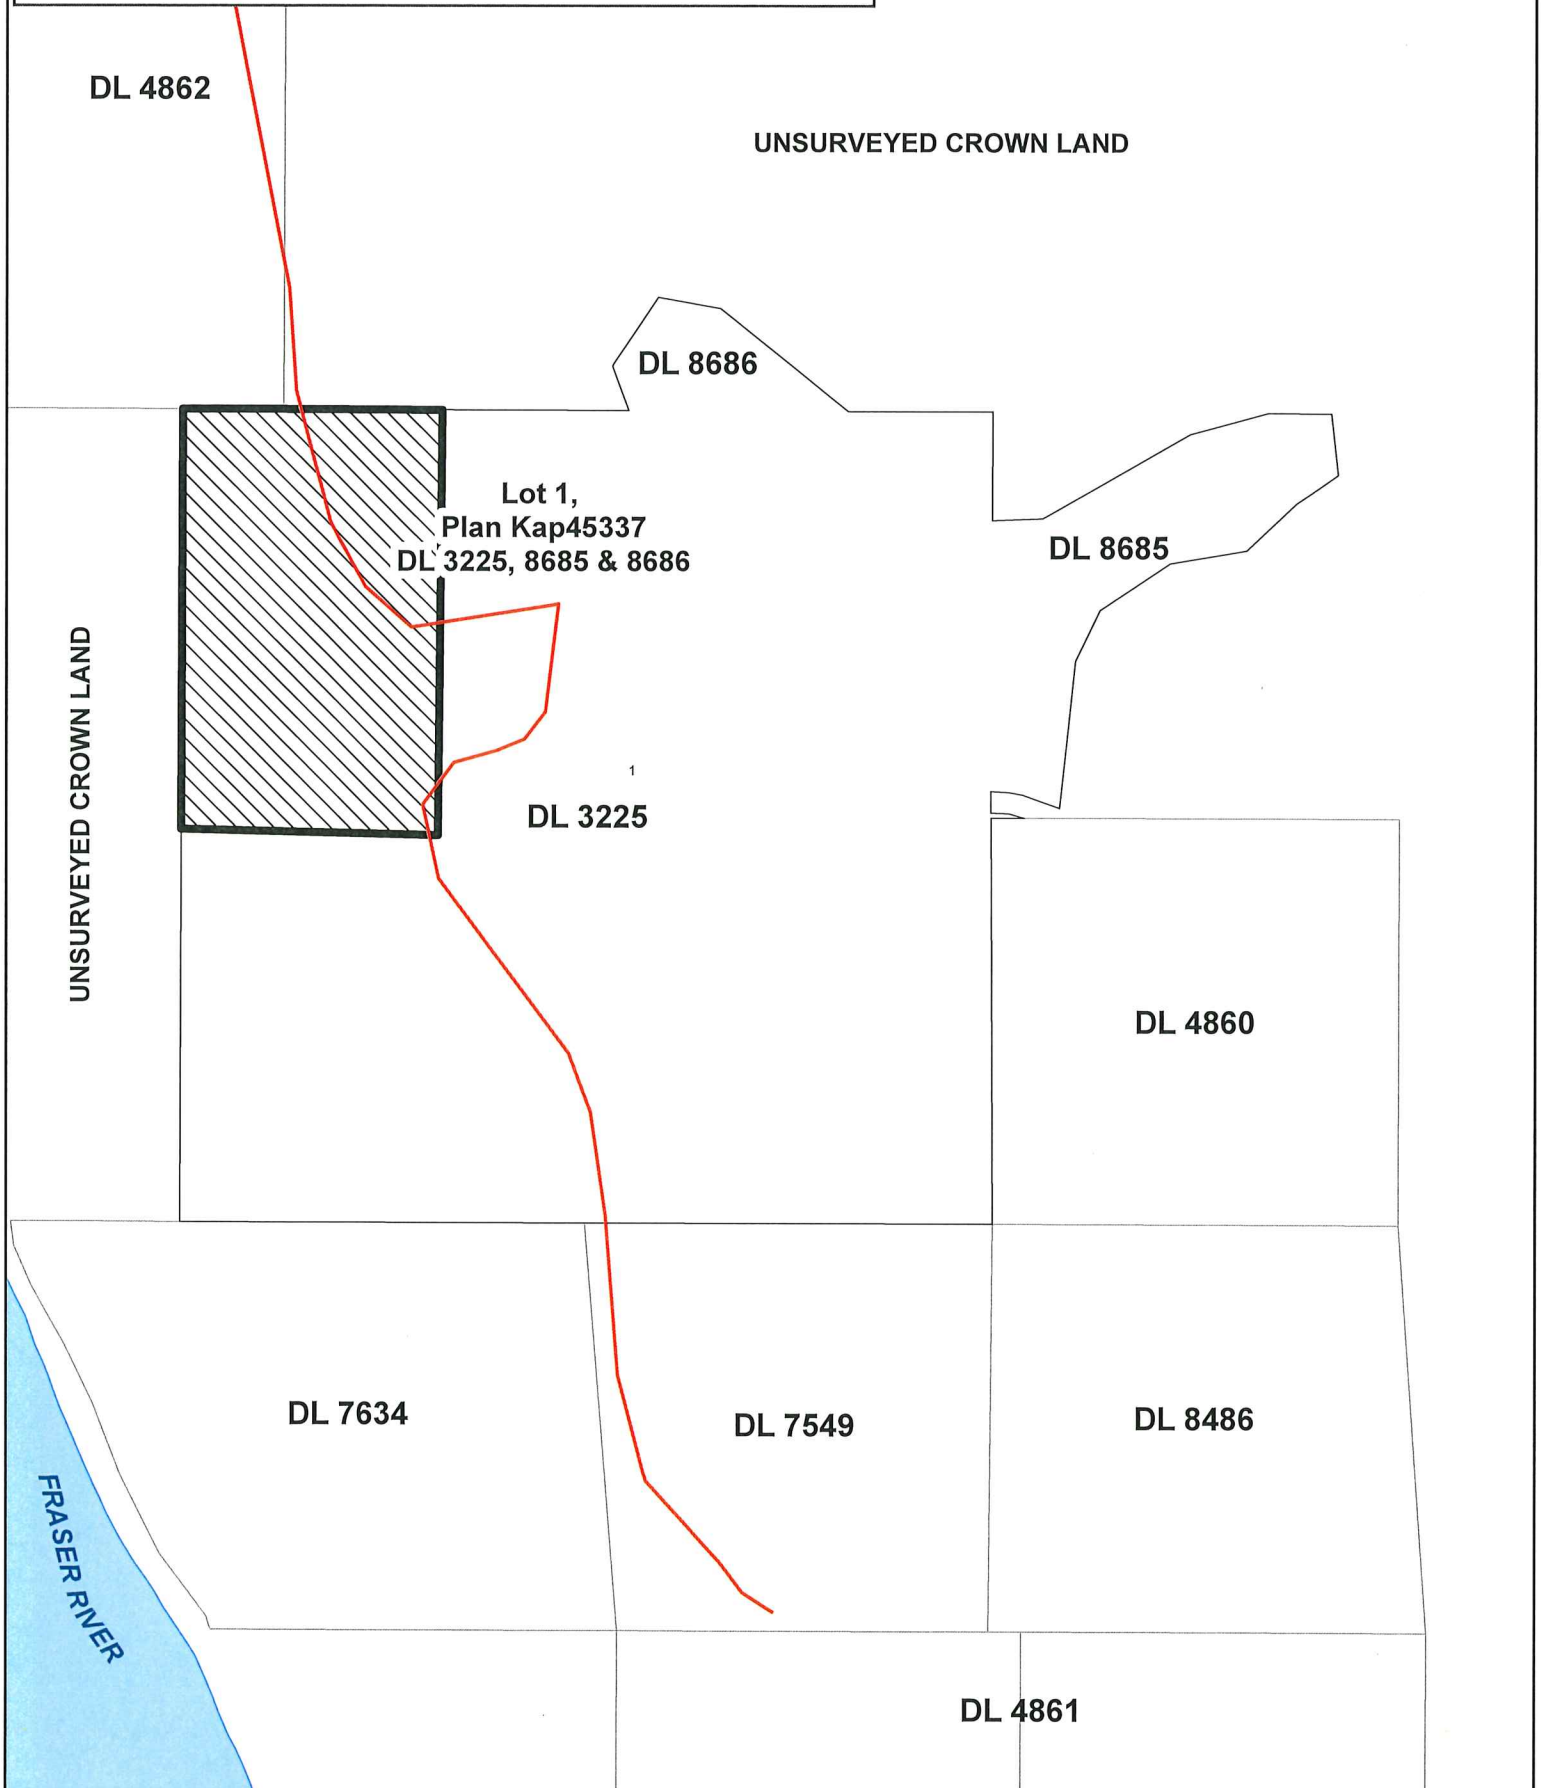 DL 4862
UNSURVEYED CROWN LAND
DL 8686
Lot 1,
Plan Kap45337
DL 3225, 8685 & 8686
DL 8685
UNSURVEYED CROWN LAND
1
DL 3225
DL 4860
DL 7634
DL 7549
DL 8486
FRASER RIVER
DL 4861